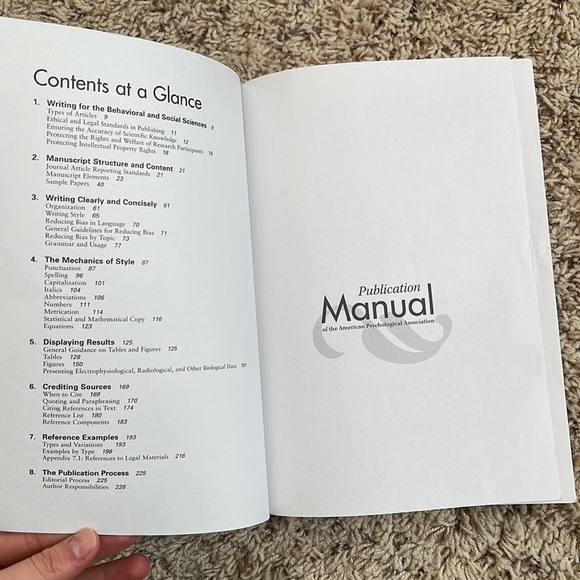 Contents at a Glance
1. Writing for the Behavioral and Social Sciences 9
Types of Articles 9
Ethical and Legal Standards in Publishing 11
Ensuring the Accuracy of Scientific Knowledge 12
Protecting the Rights and Welfare of Research Participants 16
Protecting Intellectual Property Rights 18
2. Manuscript Structure and Content 21
Journal Article Reporting Standards 21
Manuscript Elements 23
Sample Papers 40
3. Writing Clearly and Concisely 61
Organization 61
Writing Style 65
Reducing Bias in Language 70
General Guidelines for Reducing Bias 71
Reducing Bias by Topic 73
Grammar and Usage 77
4. The Mechanics of Style 87
Punctuation 87
Spelling 96
Capitalization 101
Italics 104
Abbreviations 106
Numbers 111
Metrication 114
Statistical and Mathematical Copy 116
Equations 123
5. Displaying Results 125
General Guidance on Tables and Figures 125
Tables 128
Figures 150
Presenting Electrophysiological, Radiological, and Other Biological Data 161
6. Crediting Sources 169
When to Cite 169
Quoting and Paraphrasing 170
Citing References in Text 174
Reference List 180
Reference Components 183
7. Reference Examples 193
Types and Variations 193
Examples by Type 198
Appendix 7.1: References to Legal Materials 216
8. The Publication Process 225
Editorial Process 225
Author Responsibilities 228
Publication
Manual
of the American Psychological Association
&